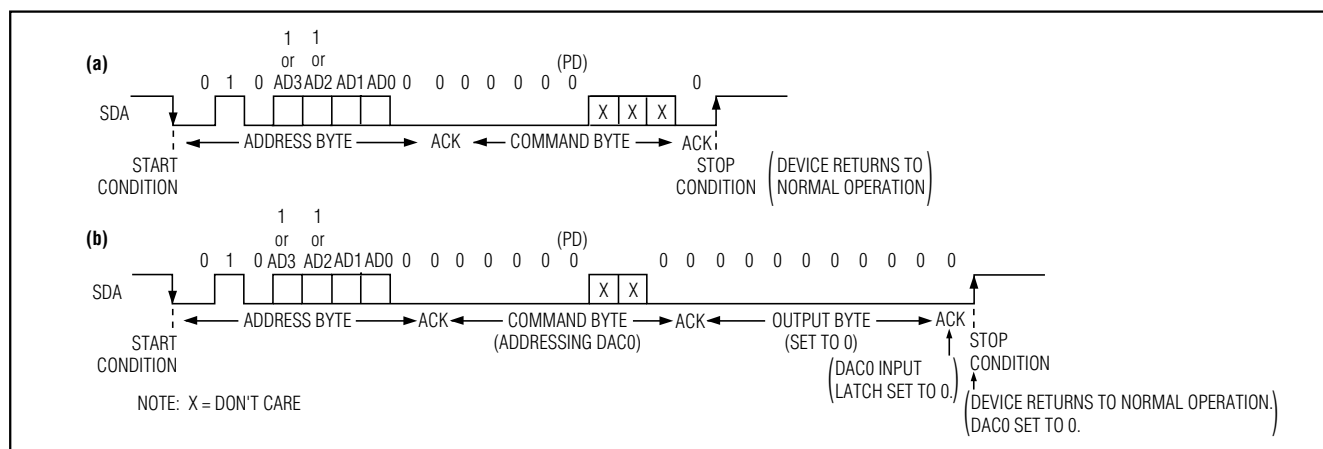 (a)
1 1
or or
(PD)
0 1 0 AD3 AD2 AD1 AD0 0 0 0 0 0 0 0 0
SDA
X X X
ADDRESS BYTE ACK COMMAND BYTE ACK
START CONDITION
STOP CONDITION
(DEVICE RETURNS TO
NORMAL OPERATION)
(b)
1 1
or or
(PD)
0 1 0 AD3 AD2 AD1 AD0 0 0 0 0 0 0 0 0 0 0 0 0 0 0 0 0 0 0
SDA
X X
ADDRESS BYTE ACK COMMAND BYTE ACK OUTPUT BYTE ACK
(ADDRESSING DAC0)
(SET TO 0)
START CONDITION
STOP CONDITION
(DAC0 INPUT
LATCH SET TO 0.)
(DEVICE RETURNS TO NORMAL OPERATION.
DAC0 SET TO 0.)
NOTE: X = DON'T CARE